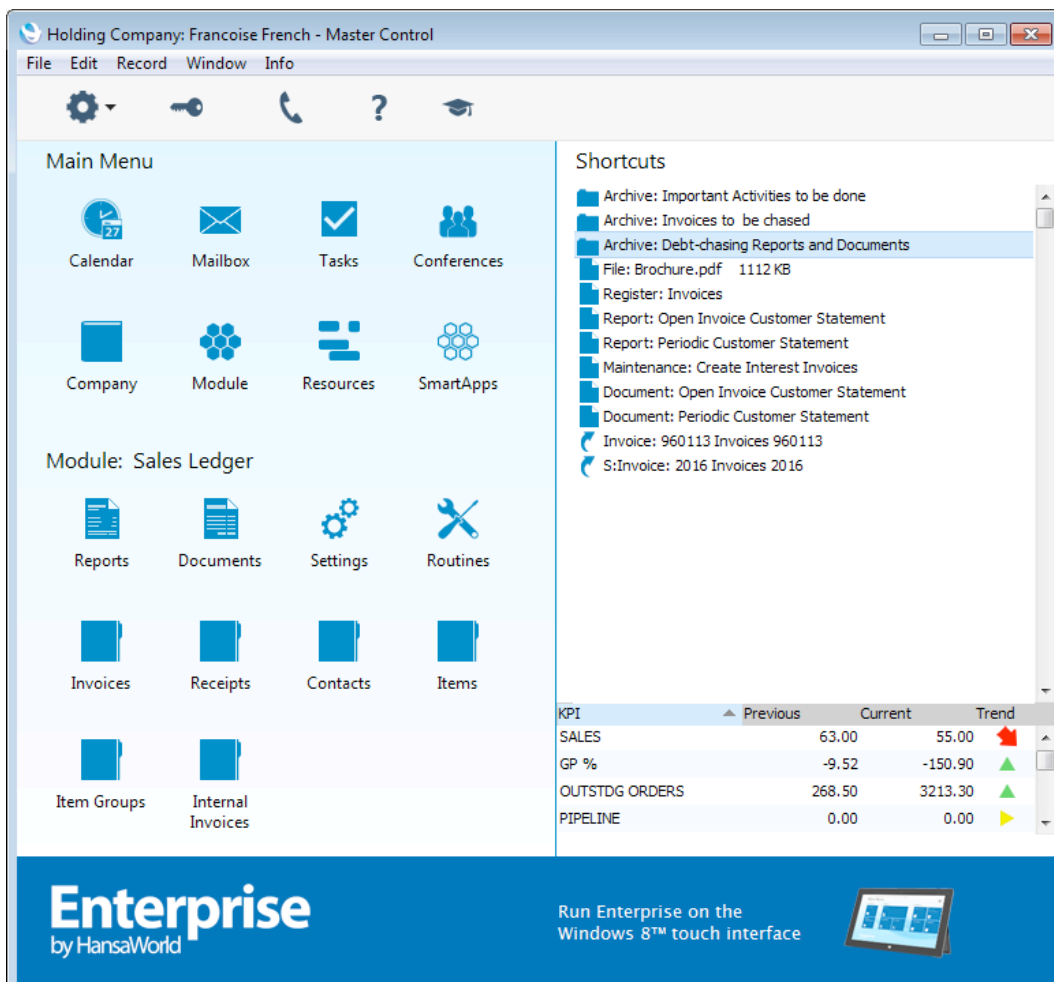 Holding Company: Francoise French - Master Control
File Edit Record Window Info
?
Main Menu
27
Calendar Mailbox Tasks Conferences
Company Module Resources SmartApps
Module: Sales Ledger
Reports Documents Settings Routines
Invoices Receipts Contacts Items
Item Groups Internal Invoices
Shortcuts
Archive: Important Activities to be done
Archive: Invoices to be chased
Archive: Debt-chasing Reports and Documents
File: Brochure.pdf 1112 KB
Register: Invoices
Report: Open Invoice Customer Statement
Report: Periodic Customer Statement
Maintenance: Create Interest Invoices
Document: Open Invoice Customer Statement
Document: Periodic Customer Statement
Invoice: 960113 Invoices 960113
S:Invoice: 2016 Invoices 2016
KPI Previous Current Trend
SALES 63.00 55.00
GP % -9.52 -150.90
OUTSTDG ORDERS 268.50 3213.30
PIPELINE 0.00 0.00
Enterprise
by HansaWorld
Run Enterprise on the
Windows 8™ touch interface